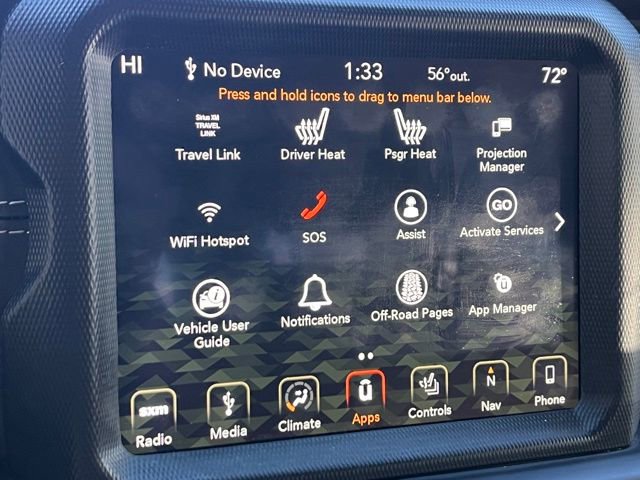 HI No Device 1:33 56°out. 72°
Press and hold icons to drag to menu bar below.
Sirius XM
TRAVEL
LINK
Travel Link Driver Heat Psgr Heat Projection
Manager
GO
WiFi Hotspot SOS Assist Activate Services
Vehicle User
Guide Notifications Off-Road Pages App Manager
sxm
Radio Media Climate Apps Controls N
Nav Phone